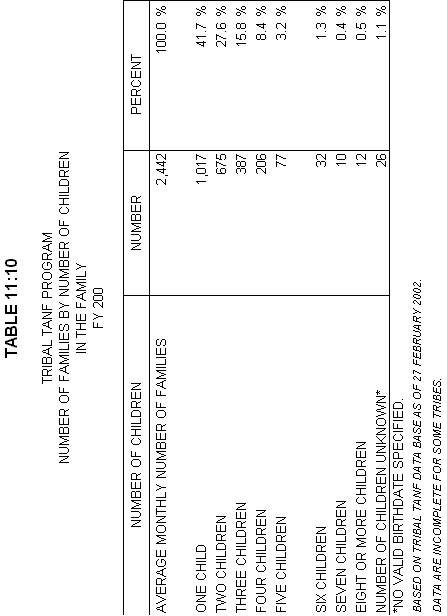 TABLE 11:10
TRIBAL TANF PROGRAM
NUMBER OF FAMILIES BY NUMBER OF CHILDREN
IN THE FAMILY
FY 200
NUMBER OF CHILDREN NUMBER PERCENT
AVERAGE MONTHLY NUMBER OF FAMILIES 2,442 100.0 %
ONE CHILD 1,017 41.7 %
TWO CHILDREN 675 27.6 %
THREE CHILDREN 387 15.8 %
FOUR CHILDREN 206 8.4 %
FIVE CHILDREN 77 3.2 %
SIX CHILDREN 32 1.3 %
SEVEN CHILDREN 10 0.4 %
EIGHT OR MORE CHILDREN 12 0.5 %
NUMBER OF CHILDREN UNKNOWN* 26 1.1 %
*NO VALID BIRTHDATE SPECIFIED.
BASED ON TRIBAL TANF DATA BASE AS OF 27 FEBRUARY 2002.
DATA ARE INCOMPLETE FOR SOME TRIBES.